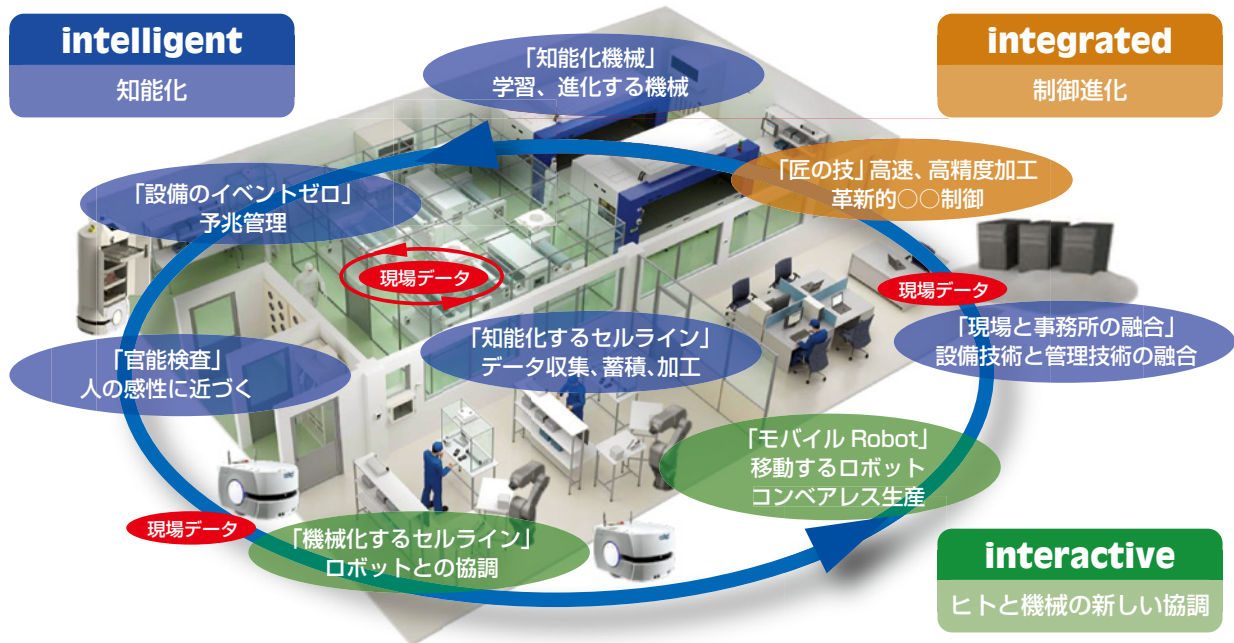 intelligent
知能化
integrated
制御進化
「知能化機械」
学習、進化する機械
「匠の技」高速、高精度加工
革新的○○制御
「設備のイベントゼロ」
予兆管理
現場データ
現場データ
「現場と事務所の融合」
設備技術と管理技術の融合
「知能化するセルライン」
データ収集、蓄積、加工
「官能検査」
人の感性に近づく
「モバイル Robot」
移動するロボット
コンベアレス生産
現場データ
「機械化するセルライン」
ロボットとの協調
interactive
ヒトと機械の新しい協調